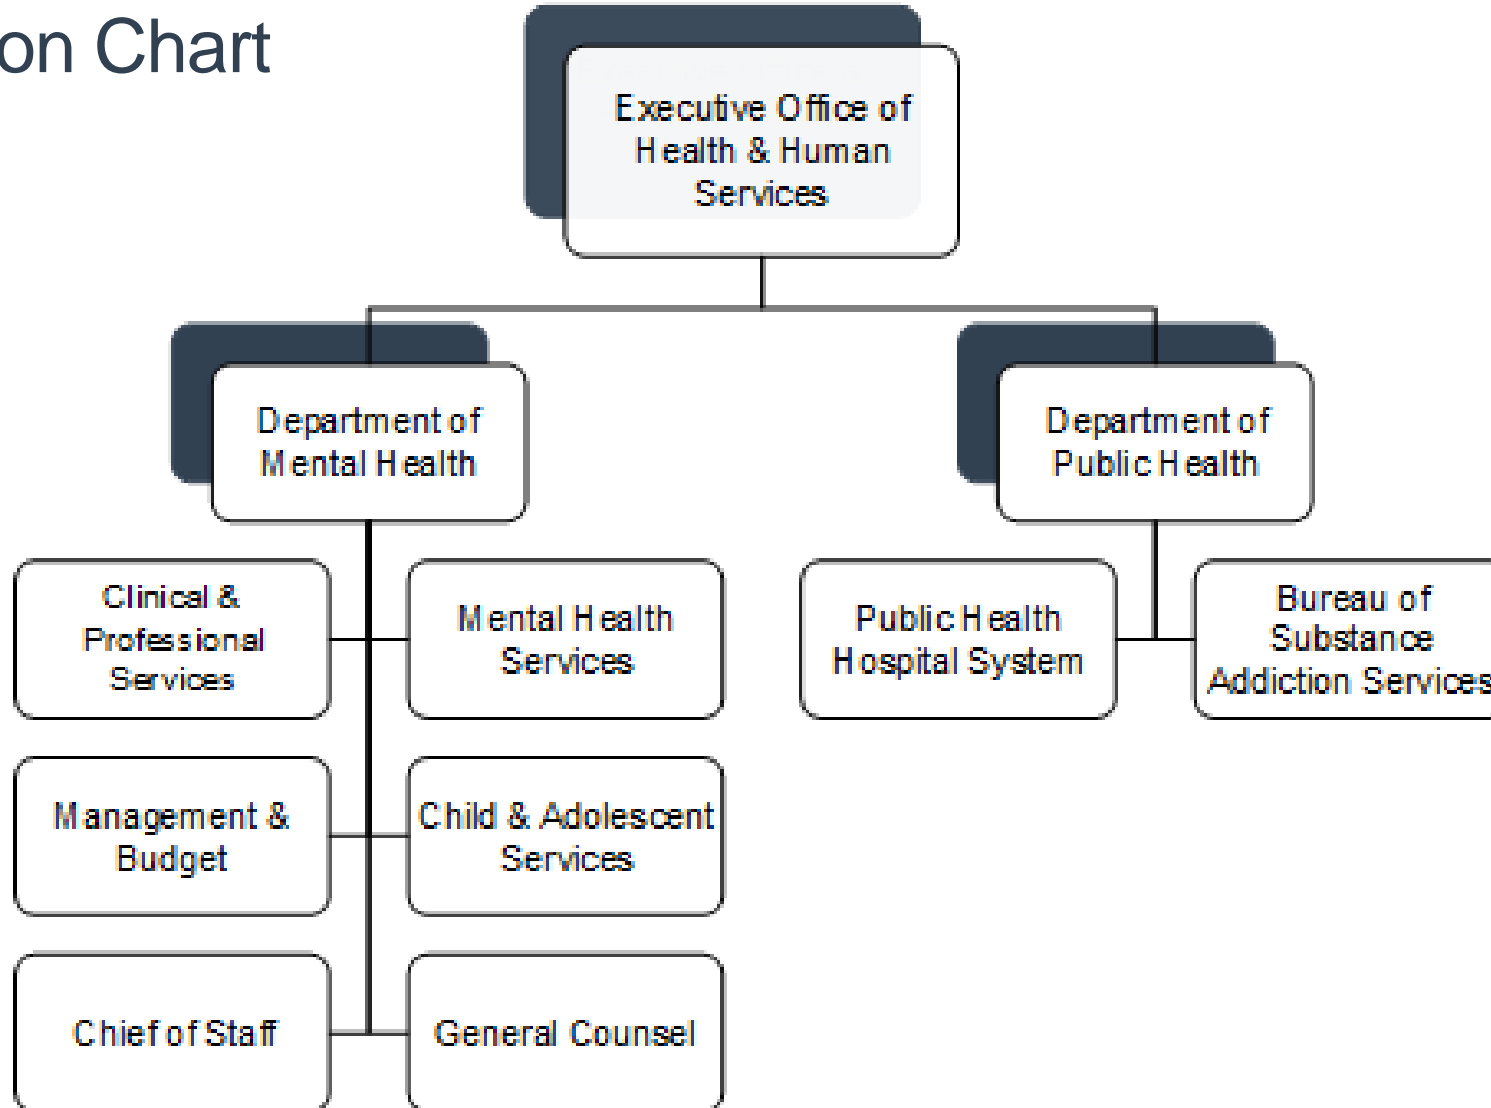 on Chart
Executive Office of
Health & Human
Services
Department of
Mental Health
Department of
Public Health
Clinical &
Professional
Services
Mental Health
Services
Public Health
Hospital System
Bureau of
Substance
Addiction Services
Management &
Budget
Child & Adolescent
Services
Chief of Staff
General Counsel